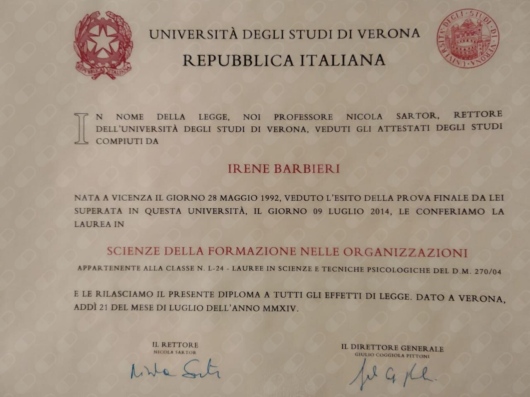 UNIVERSITÀ DEGLI STUDI DI VERONA
REPUBBLICA ITALIANA
IN NOME DELLA LEGGE, NOI PROFESSORE NICOLA SARTOR, RETTORE
DELL'UNIVERSITÀ DEGLI STUDI DI VERONA, VEDUTI GLI ATTESTATI DEGLI STUDI
COMPIUTI DA
IRENE BARBIERI
NATA A VICENZA IL GIORNO 28 MAGGIO 1992, VEDUTO L'ESITO DELLA PROVA FINALE DA LEI
SUPERATA IN QUESTA UNIVERSITÀ, IL GIORNO 09 LUGLIO 2014, LE CONFERIAMO LA
LAUREA IN
SCIENZE DELLA FORMAZIONE NELLE ORGANIZZAZIONI
APPARTENENTE ALLA CLASSE N. L-24 - LAUREE IN SCIENZE E TECNICHE PSICOLOGICHE DEL D.M. 270/04
E LE RILASCIAMO IL PRESENTE DIPLOMA A TUTTI GLI EFFETTI DI LEGGE. DATO A VERONA,
ADDÌ 21 DEL MESE DI LUGLIO DELL'ANNO MMXIV.
IL RETTORE
NICOLA SARTOR
IL DIRETTORE GENERALE
GIULIO COGGIOLA PITTONI